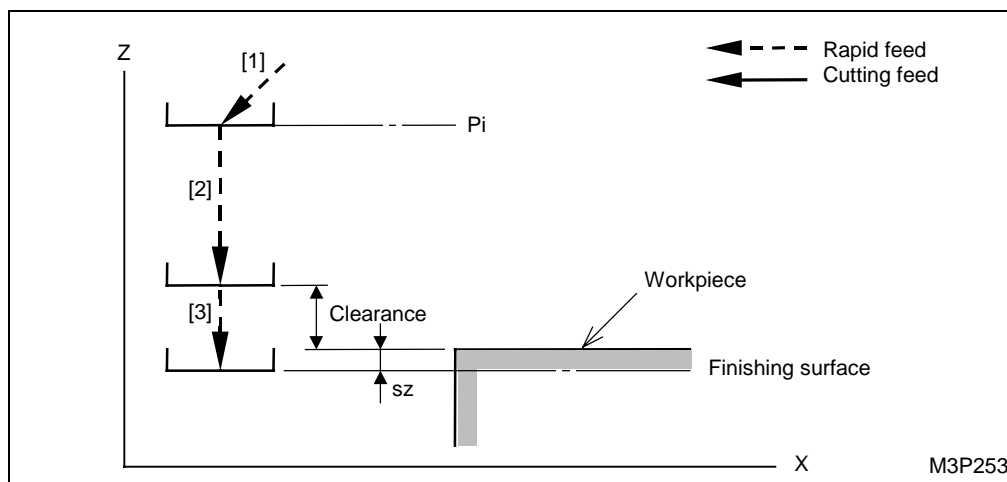 Z
[1]
Rapid feed
Cutting feed
Pi
[2]
Workpiece
[3]
Clearance
Finishing surface
sz
X
M3P253